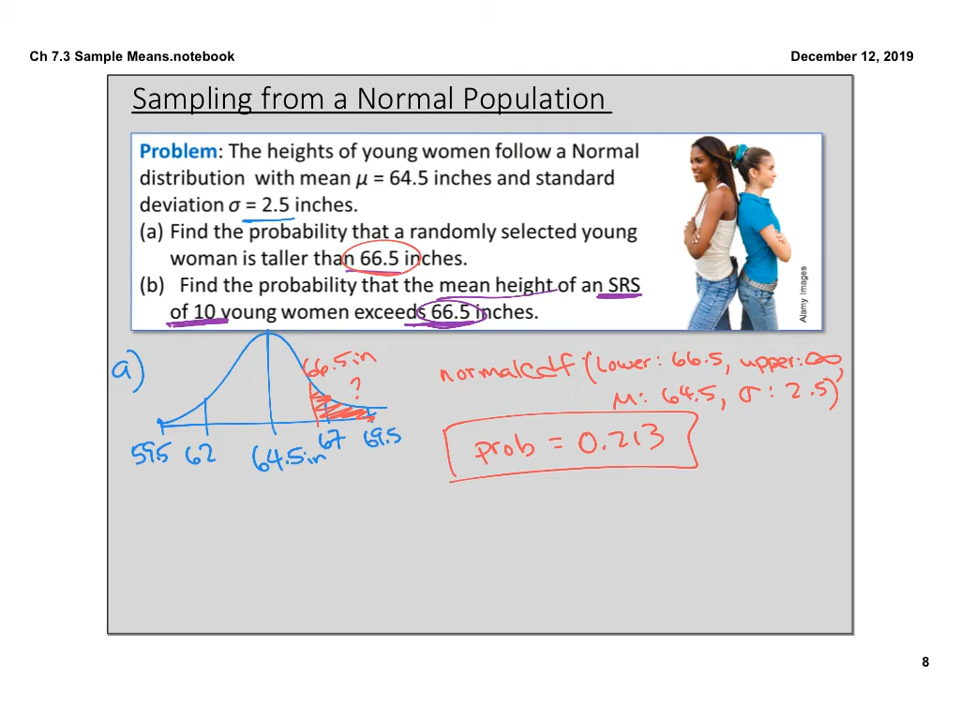 Ch 7.3 Sample Means.notebook
December 12, 2019
Sampling from a Normal Population
Problem: The heights of young women follow a Normal
distribution with mean μ = 64.5 inches and standard
deviation σ = 2.5 inches.
(a) Find the probability that a randomly selected young
woman is taller than 66.5 inches.
(b) Find the probability that the mean height of an SRS
of 10 young women exceeds 66.5 inches.
Alamy Images
a)
66.5 in
?
59.5 62 64.5in 67 69.5
normalcdf (lower: 66.5, upper: ∞,
μ: 64.5, σ: 2.5)
prob = 0.213
8